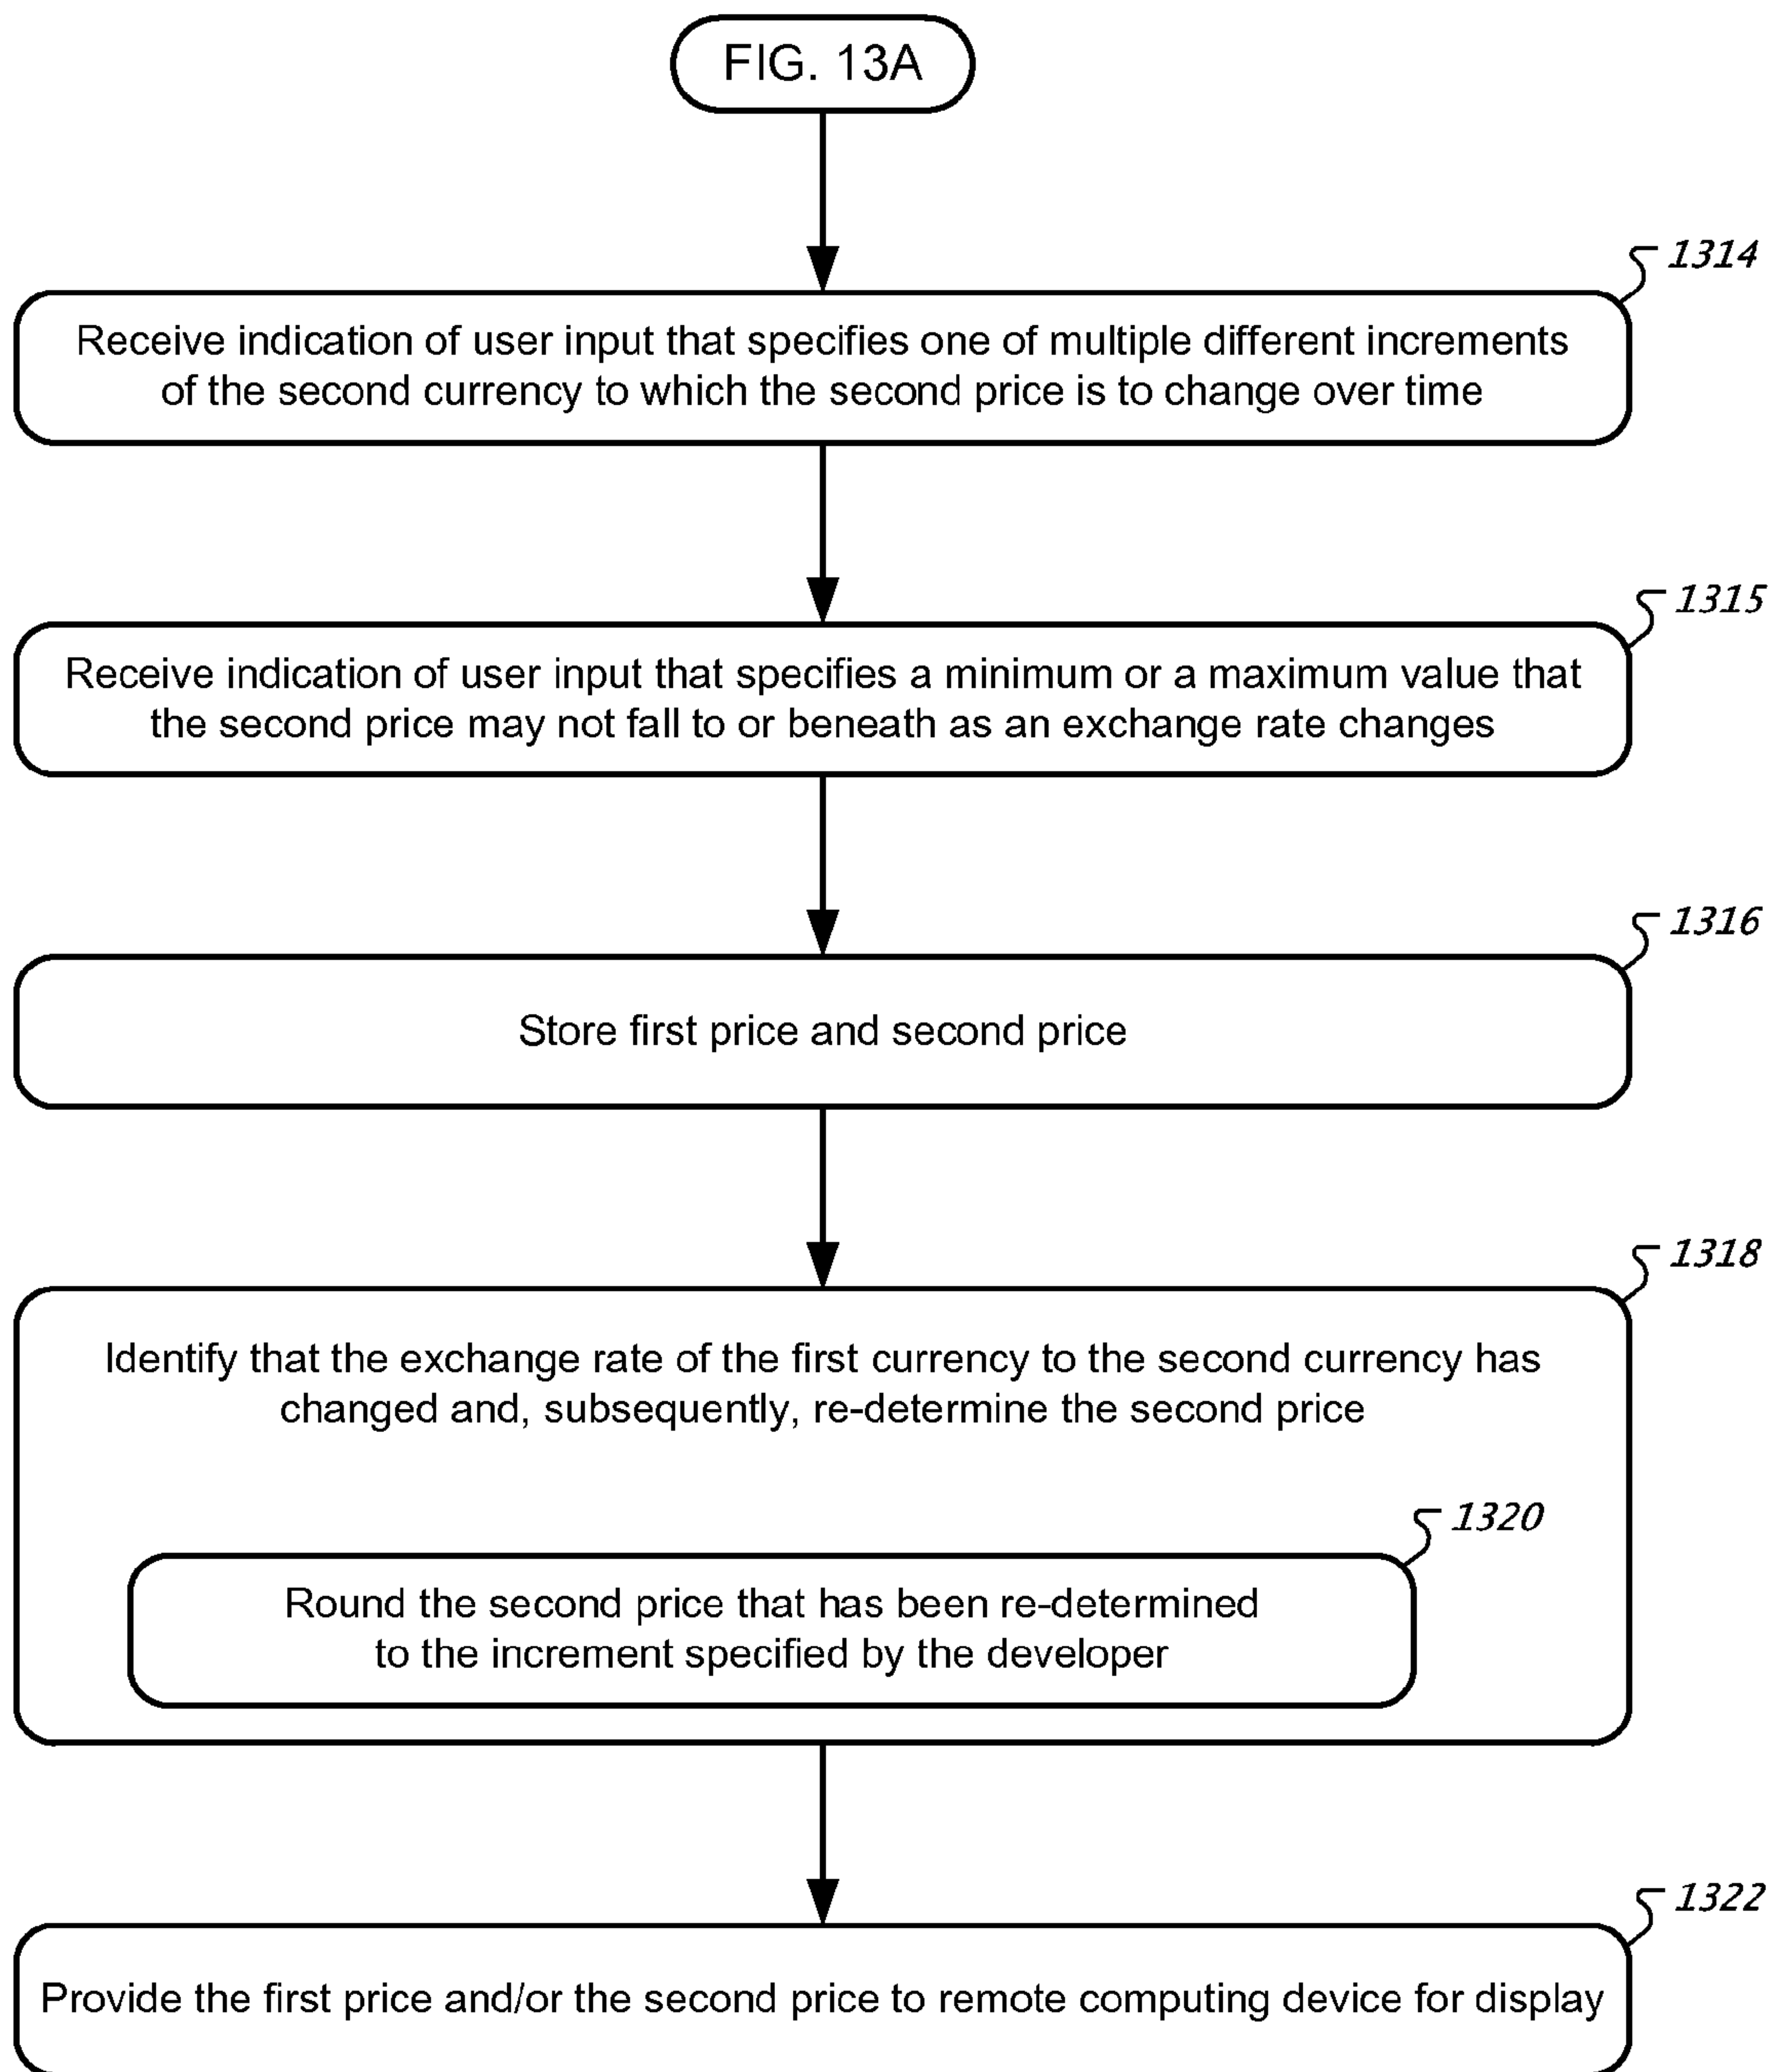 FIG. 13A
1314
Receive indication of user input that specifies one of multiple different increments
of the second currency to which the second price is to change over time
1315
Receive indication of user input that specifies a minimum or a maximum value that
the second price may not fall to or beneath as an exchange rate changes
1316
Store first price and second price
1318
Identify that the exchange rate of the first currency to the second currency has
changed and, subsequently, re-determine the second price
1320
Round the second price that has been re-determined
to the increment specified by the developer
1322
Provide the first price and/or the second price to remote computing device for display